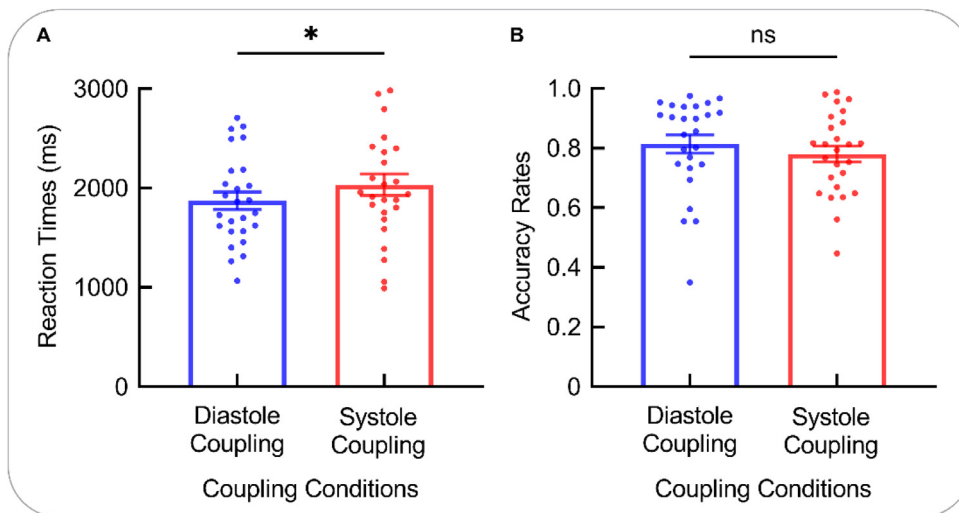 A
*
Reaction Times (ms)
3000
2000
1000
0
Diastole
Coupling
Systole
Coupling
Coupling Conditions
B
ns
Accuracy Rates
1.0
0.8
0.6
0.4
0.2
0
Diastole
Coupling
Systole
Coupling
Coupling Conditions